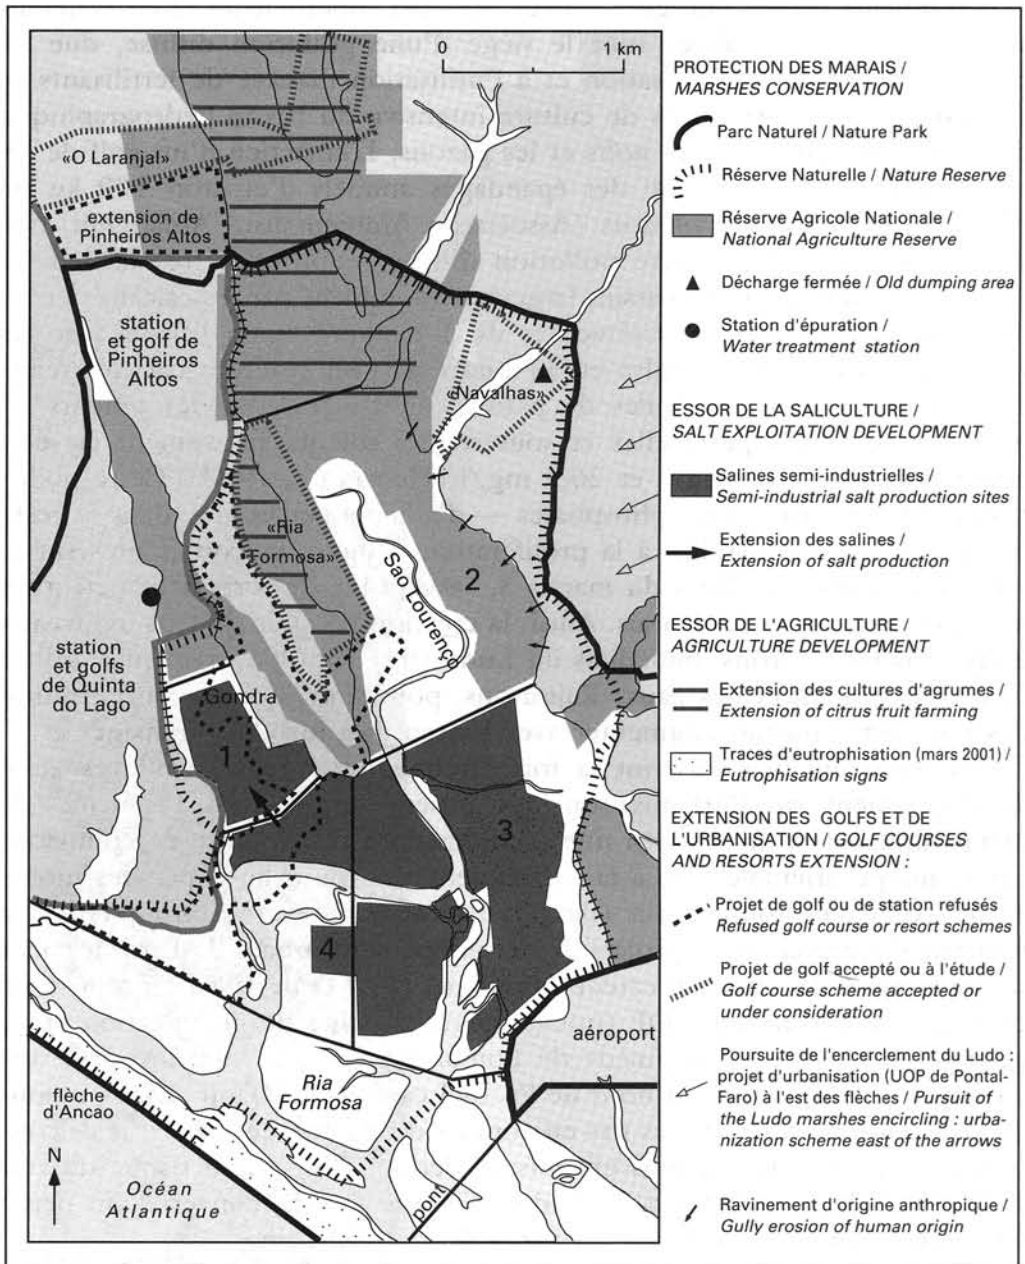 0 1 km
«O Laranjal»
extension de
Pinheiros Altos
station
et golf de
Pinheiros
Altos
«Navalhas»
«Ria
Formosa»
Sao Lourenço
2
station
et golfs
de Quinta
do Lago
Gondra
1
3
4
aéroport
Ria
Formosa
flèche
d'Ancao
N
Océan
Atlantique
pont
PROTECTION DES MARAIS /
MARSHES CONSERVATION
Parc Naturel / Nature Park
Réserve Naturelle / Nature Reserve
Réserve Agricole Nationale /
National Agriculture Reserve
Décharge fermée / Old dumping area
Station d'épuration /
Water treatment station
ESSOR DE LA SALICULTURE /
SALT EXPLOITATION DEVELOPMENT
Salines semi-industrielles /
Semi-industrial salt production sites
Extension des salines /
Extension of salt production
ESSOR DE L'AGRICULTURE /
AGRICULTURE DEVELOPMENT
Extension des cultures d'agrumes /
Extension of citrus fruit farming
Traces d'eutrophisation (mars 2001) /
Eutrophisation signs
EXTENSION DES GOLFS ET DE
L'URBANISATION / GOLF COURSES
AND RESORTS EXTENSION :
Projet de golf ou de station refusés
Refused golf course or resort schemes
Projet de golf accepté ou à l'étude /
Golf course scheme accepted or
under consideration
Poursuite de l'encerclement du Ludo :
projet d'urbanisation (UOP de Pontal-
Faro) à l'est des flèches / Pursuit of
the Ludo marshes encircling : urba-
nization scheme east of the arrows
Ravinement d'origine anthropique /
Gully erosion of human origin